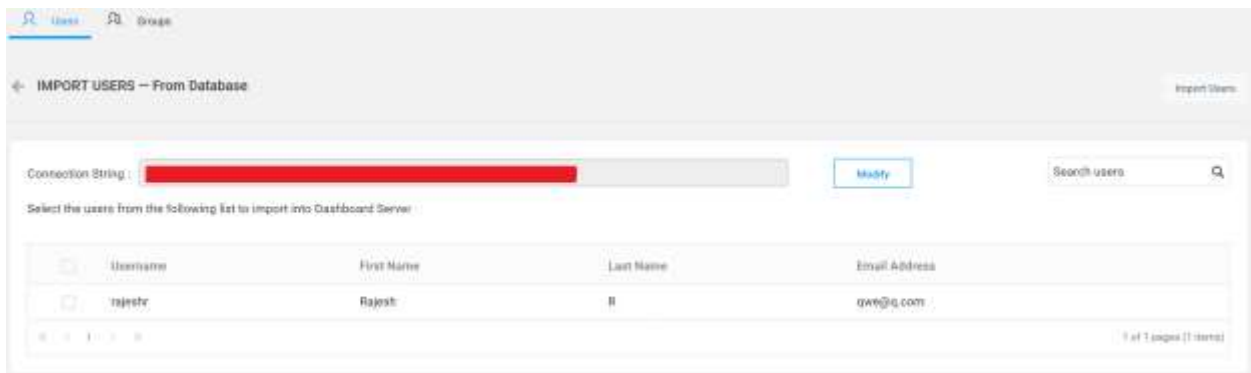 Users Groups
IMPORT USERS — From Database
Import Users
Connection String :
Modify
Search users
Select the users from the following list to import into Dashboard Server
Username First Name Last Name Email Address
rajeshr Rajesh R qwe@q.com
1
1 of 1 pages (1 items)